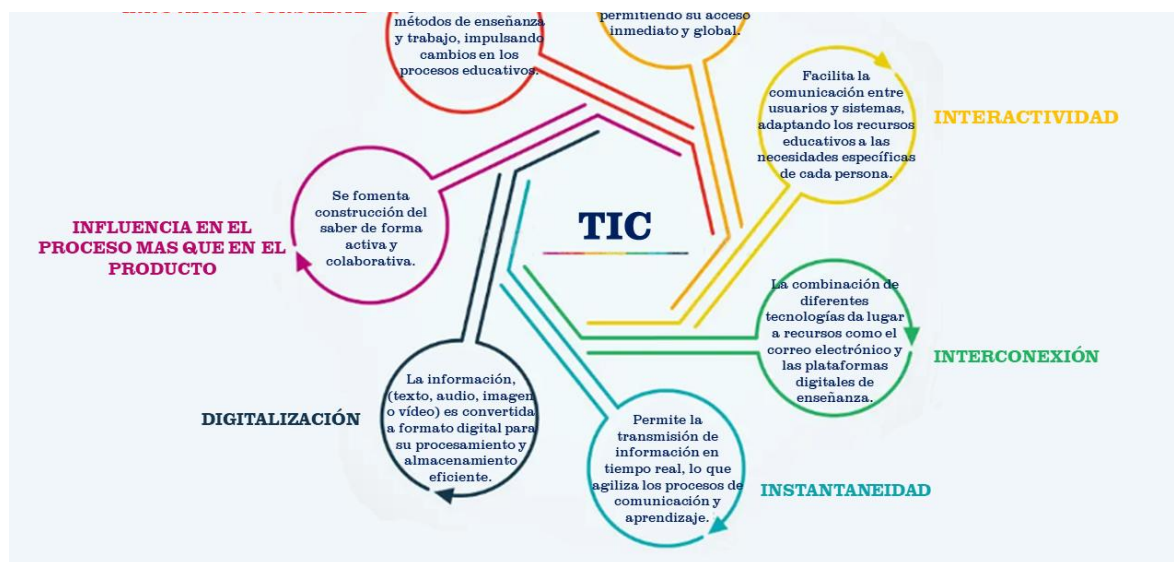 métodos de enseñanza
y trabajo, impulsando
cambios en los
procesos educativos.
permitiendo su acceso
inmediato y global.
Facilita la
comunicación entre
usuarios y sistemas,
adaptando los recursos
educativos a las
necesidades específicas
de cada persona.
INTERACTIVIDAD
TIC
Se fomenta
construcción del
saber de forma
activa y
colaborativa.
INFLUENCIA EN EL
PROCESO MAS QUE EN EL
PRODUCTO
La combinación de
diferentes
tecnologías da lugar
a recursos como el
correo electrónico y
las plataformas
digitales de
enseñanza.
INTERCONEXIÓN
La información,
(texto, audio, imagen
o vídeo) es convertida
a formato digital para
su procesamiento y
almacenamiento
eficiente.
DIGITALIZACIÓN
Permite la
transmisión de
información en
tiempo real, lo que
agiliza los procesos de
comunicación y
aprendizaje.
INSTANTANEIDAD